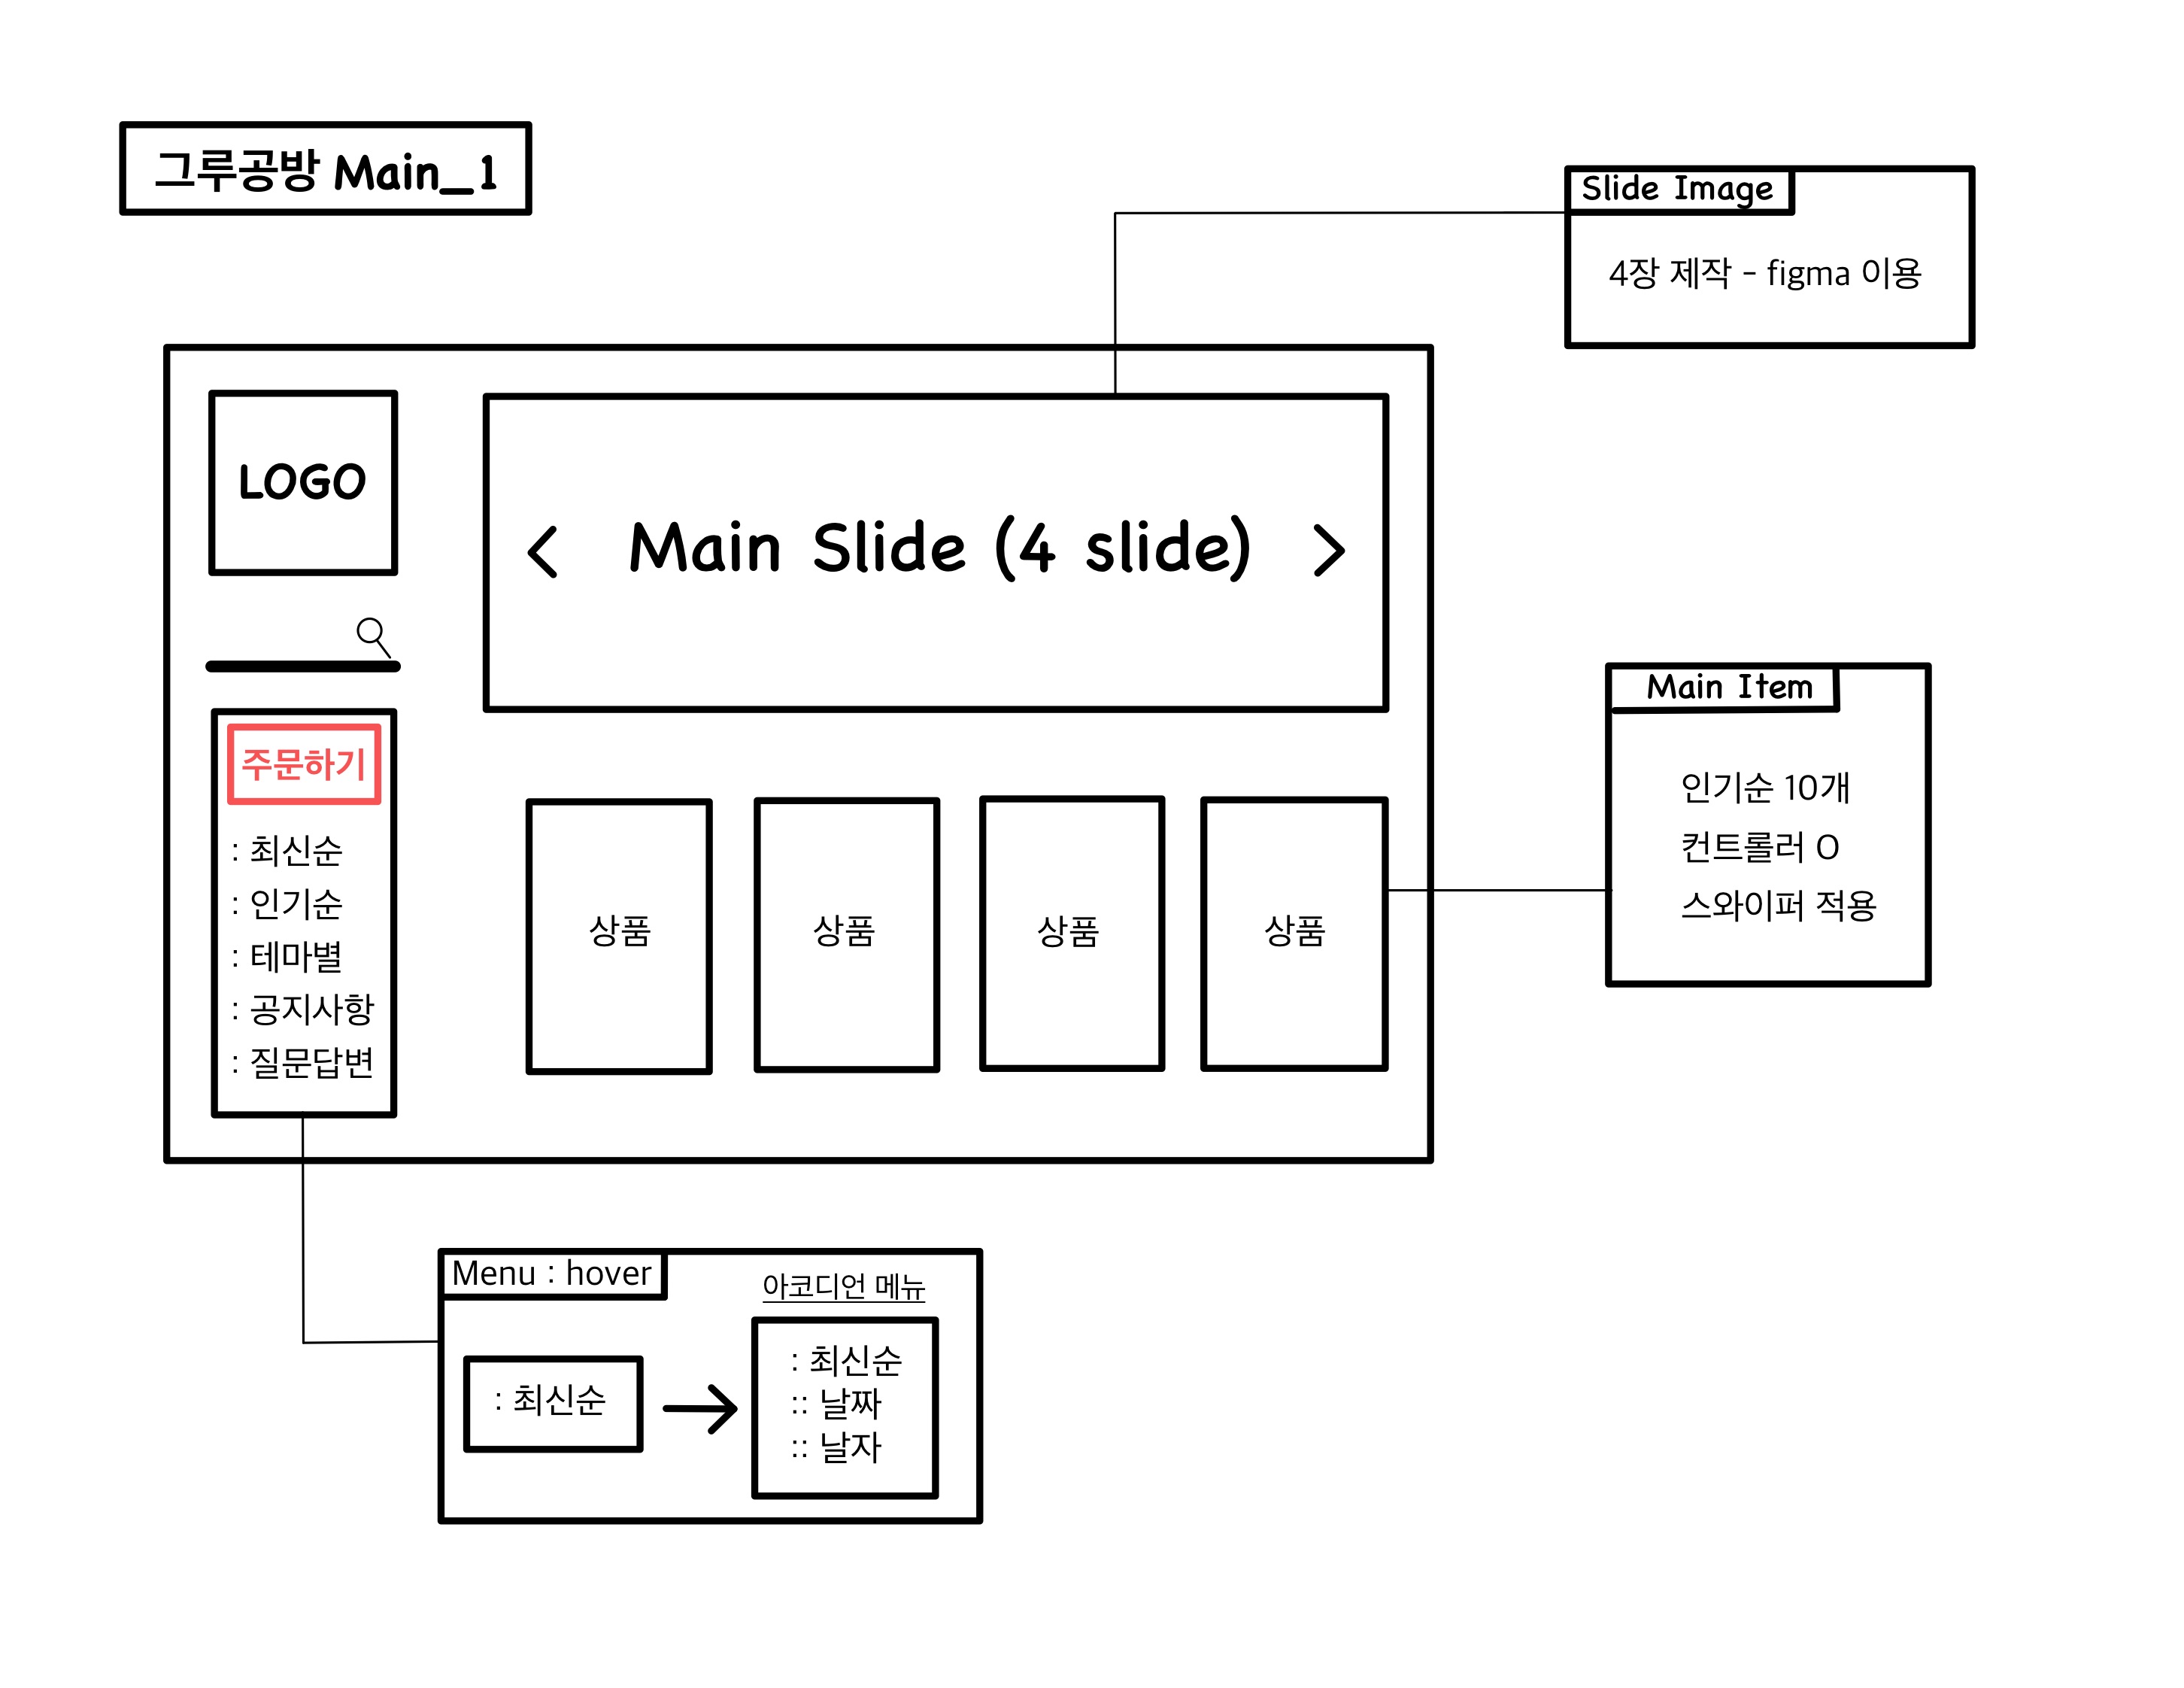 그루공방 Main_1
Slide Image
4장 제작 - figma 이용
LOGO
< Main Slide (4 slide) >
주문하기
: 최신순
: 인기순
: 테마별
: 공지사항
: 질문답변
상품
상품
상품
상품
Main Item
인기순 10개
컨트롤러 O
스와이퍼 적용
Menu : hover
아코디언 메뉴
: 최신순
: 최신순
:: 날짜
:: 날자